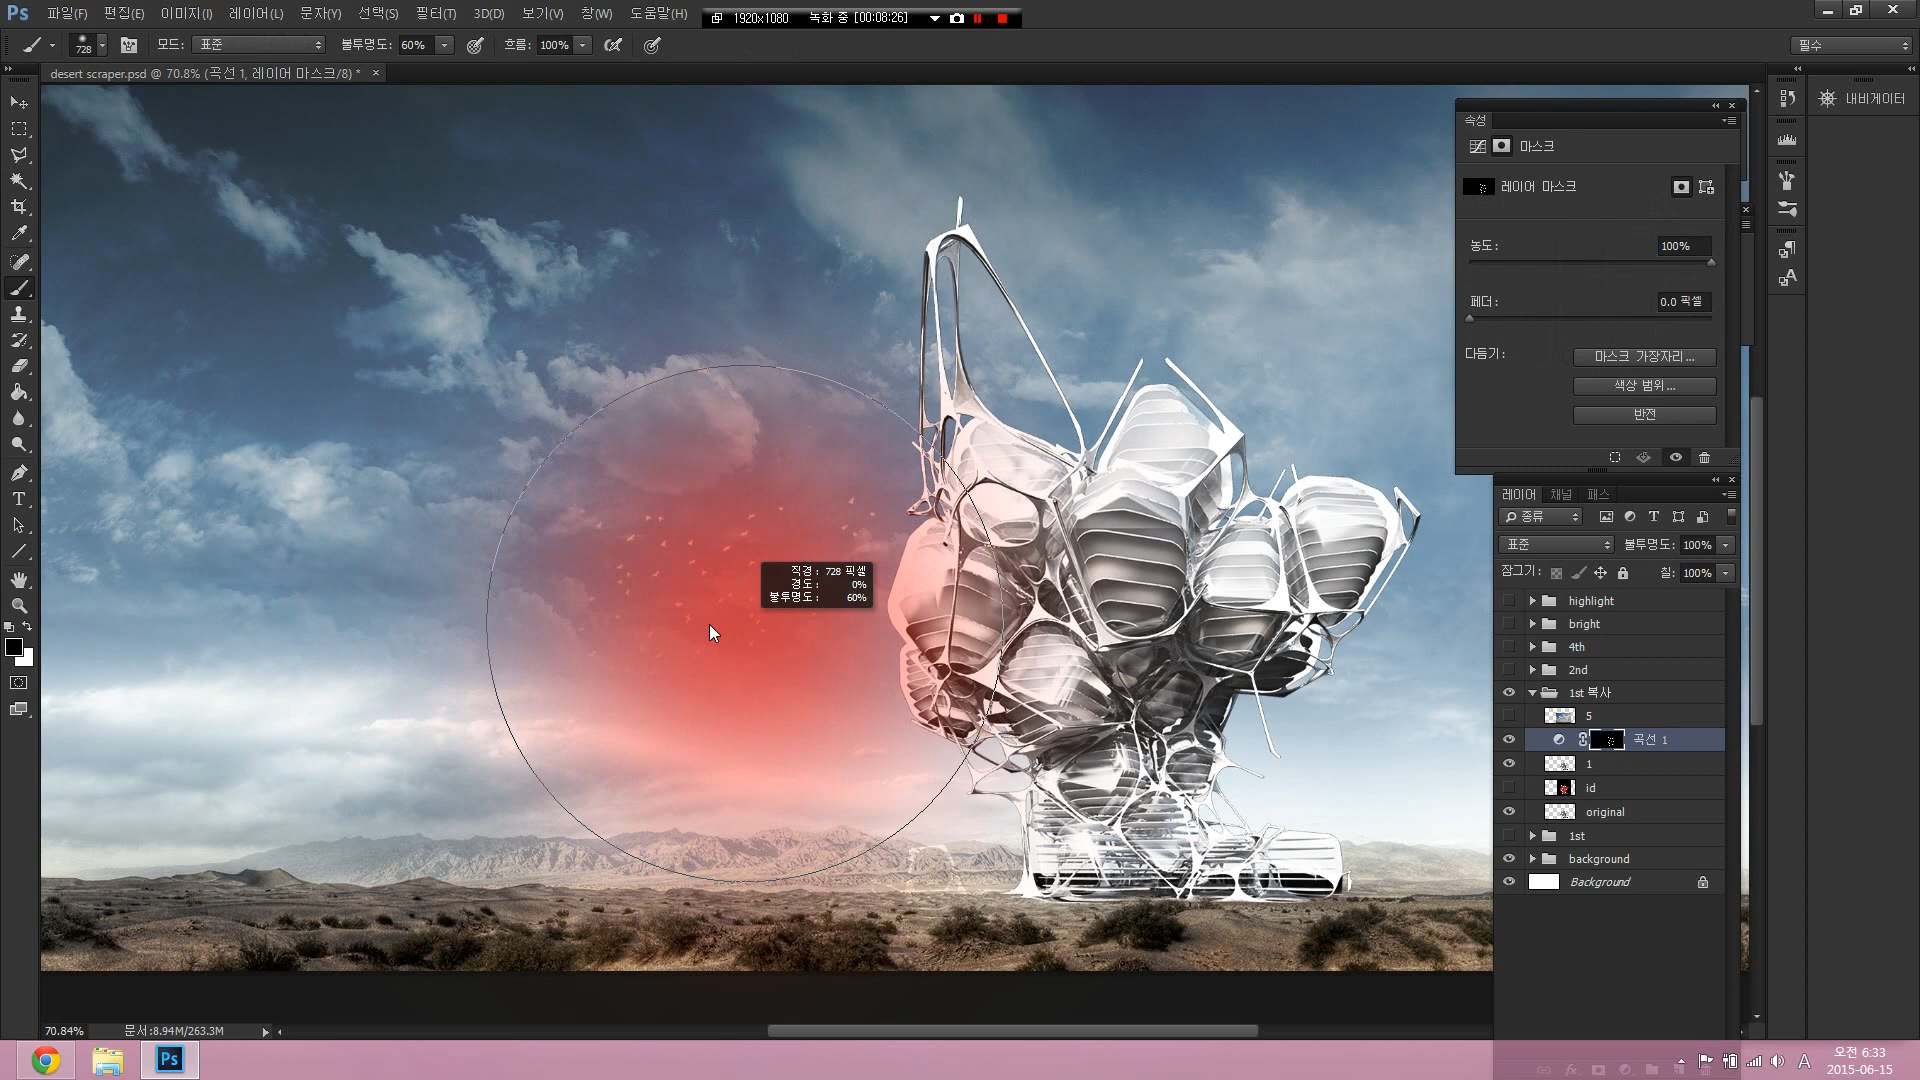 Ps 파일(F) 편집(E) 이미지(I) 레이어(L) 문자(Y) 선택(S) 필터(T) 3D(D) 보기(V) 창(W) 도움말(H)
1920x1080 녹화 중 [00:08:26]
728 모드: 표준 불투명도: 60% 흐름: 100% 필수
desert scraper.psd @ 70.8% (곡선 1, 레이어 마스크/8) * ×
내비게이터
속성
마스크
레이어 마스크
농도: 100%
페더: 0.0 픽셀
다듬기: 마스크 가장자리...
색상 범위...
반전
레이어 채널 패스
종류
표준 불투명도: 100%
잠그기: 칠: 100%
highlight
bright
4th
2nd
1st 복사
5
곡선 1
1
id
original
1st
background
Background
직경: 728 픽셀
경도: 0%
불투명도: 60%
70.84% 문서:8.94M/263.3M
Ps
A
오전 6:33
2015-06-15